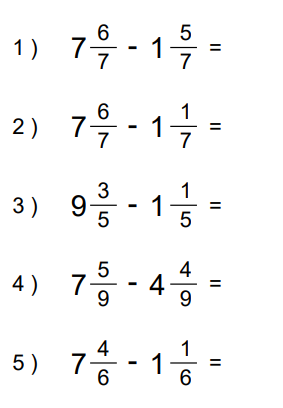 1) 7 6/7 - 1 5/7 =
2) 7 6/7 - 1 1/7 =
3) 9 3/5 - 1 1/5 =
4) 7 5/9 - 4 4/9 =
5) 7 4/6 - 1 1/6 =